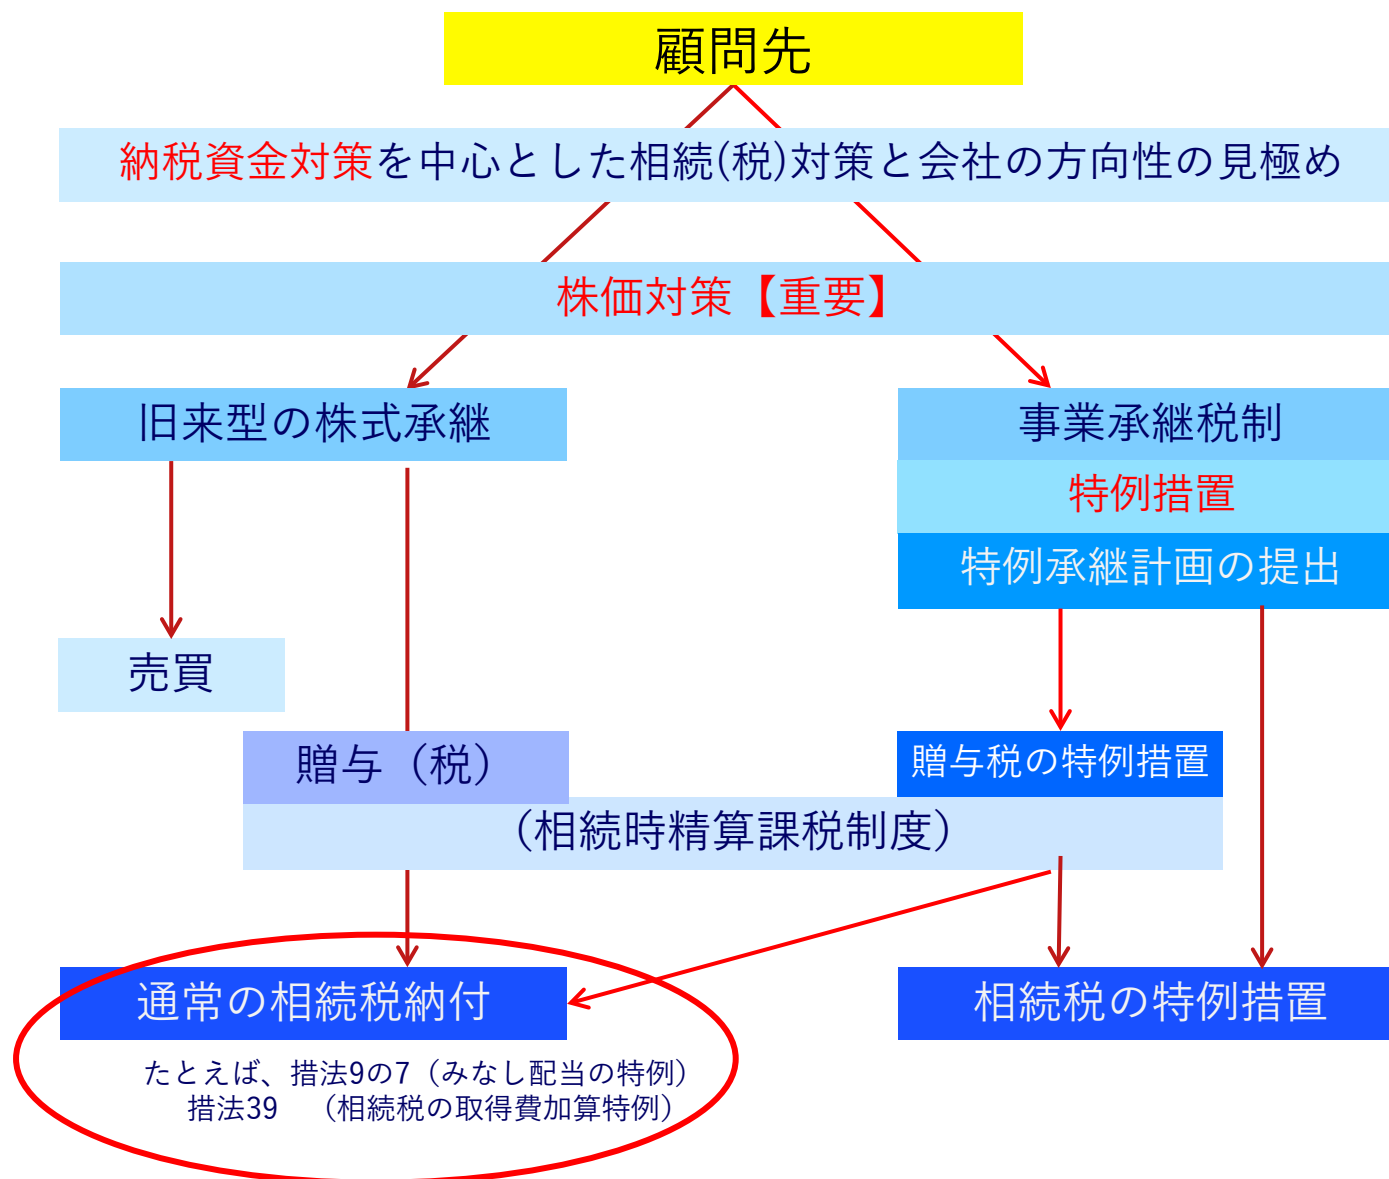 顧問先
納税資金対策を中心とした相続(税)対策と会社の方向性の見極め
株価対策【重要】
旧来型の株式承継
事業承継税制
特例措置
特例承継計画の提出
売買
贈与（税）
贈与税の特例措置
（相続時精算課税制度）
通常の相続税納付
相続税の特例措置
たとえば、措法9の7（みなし配当の特例）
措法39　（相続税の取得費加算特例）